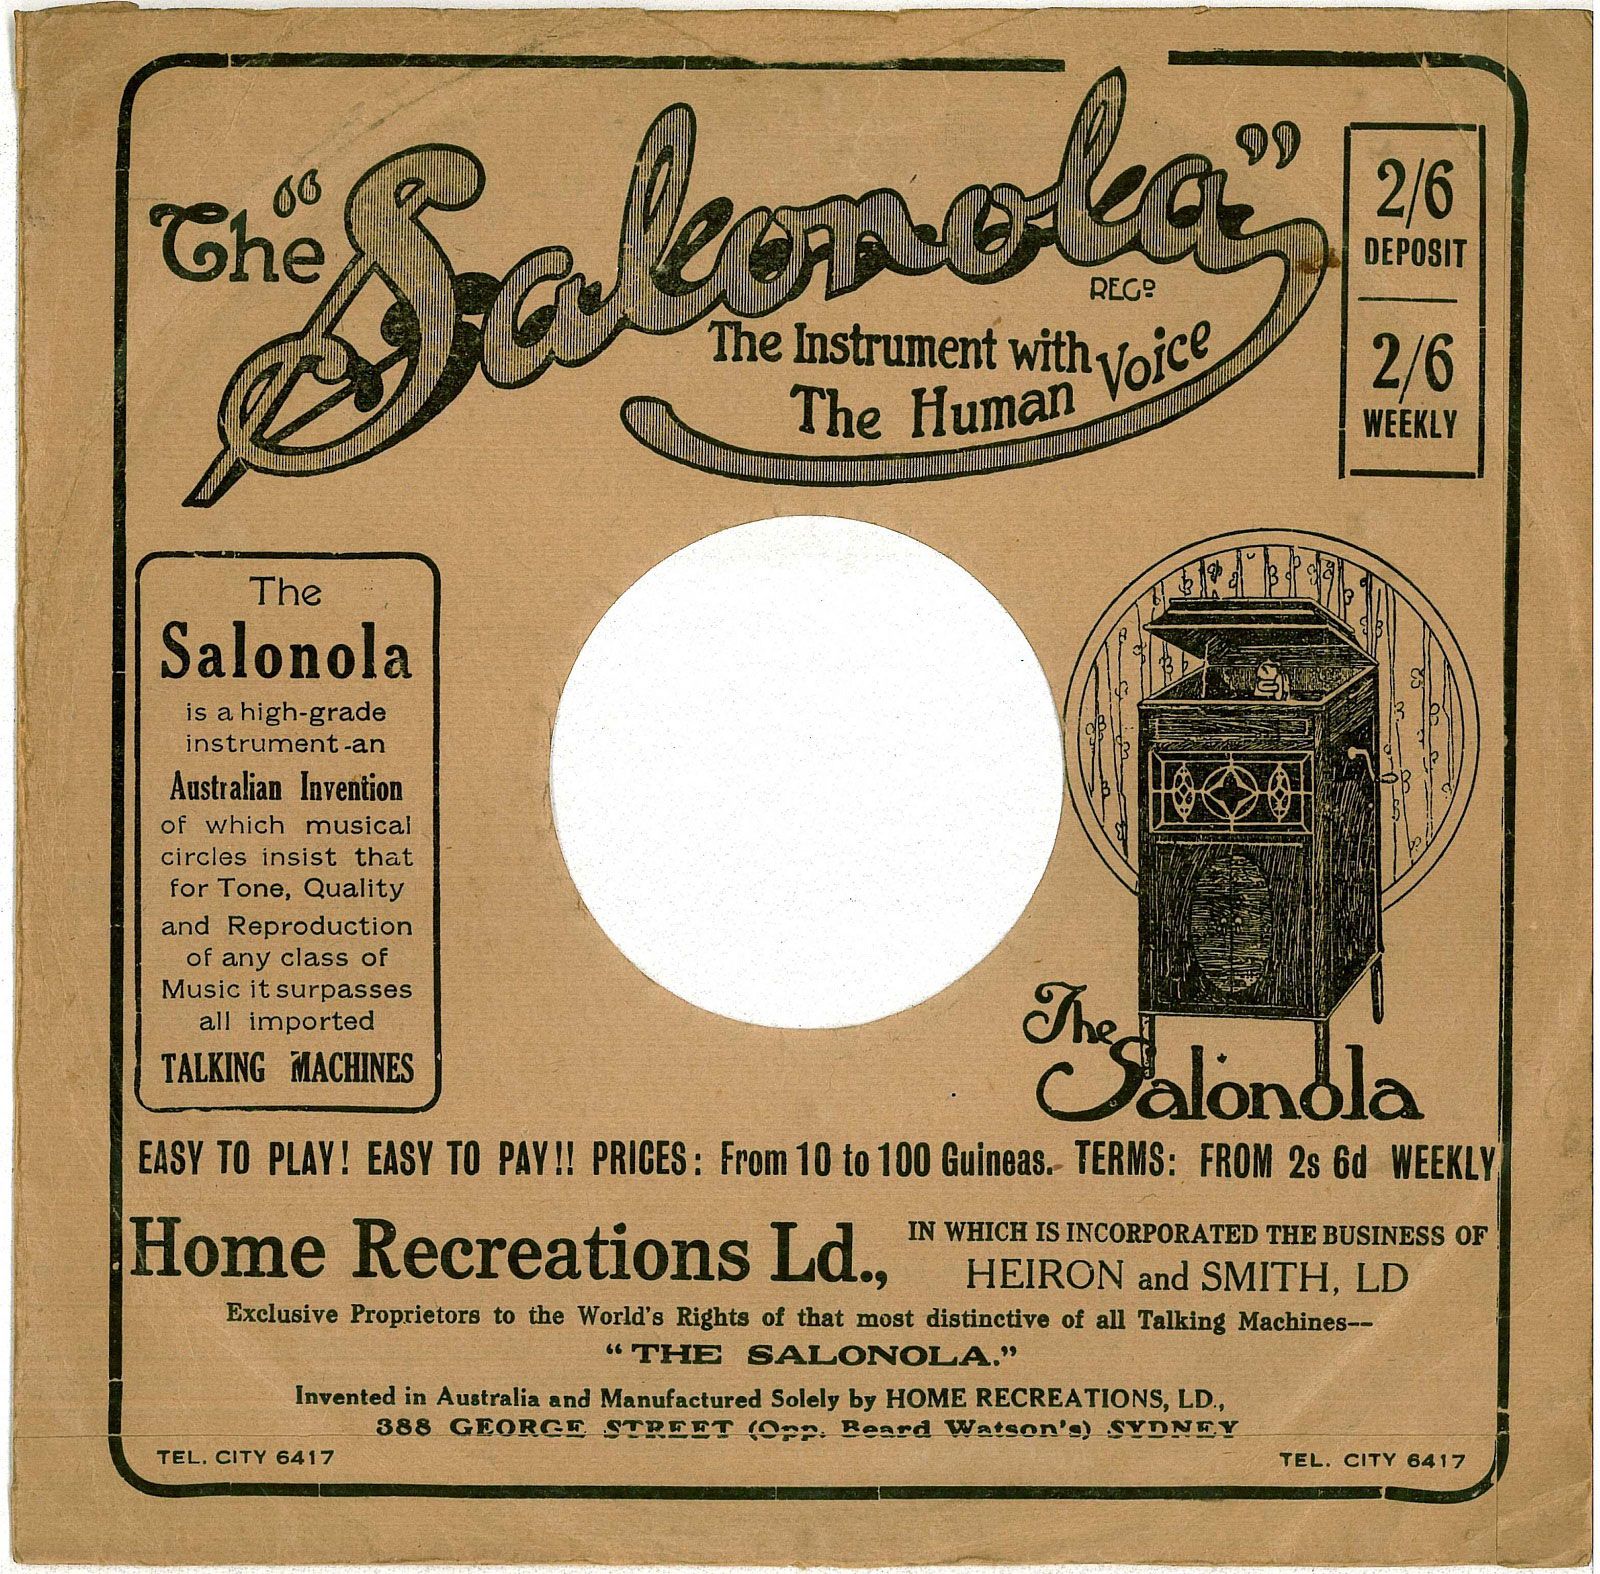 The "Salonola"
REGD
The Instrument with
The Human Voice
2/6
DEPOSIT
2/6
WEEKLY
The
Salonola
is a high-grade
instrument-an
Australian Invention
of which musical
circles insist that
for Tone, Quality
and Reproduction
of any class of
Music it surpasses
all imported
TALKING MACHINES
The
Salonola
EASY TO PLAY! EASY TO PAY!! PRICES: From 10 to 100 Guineas. TERMS: FROM 2s 6d WEEKLY
Home Recreations Ld.,
IN WHICH IS INCORPORATED THE BUSINESS OF
HEIRON and SMITH, LD
Exclusive Proprietors to the World's Rights of that most distinctive of all Talking Machines--
"THE SALONOLA."
Invented in Australia and Manufactured Solely by HOME RECREATIONS, LD.,
388 GEORGE STREET (Opp. Beard Watson's) SYDNEY
TEL. CITY 6417
TEL. CITY 6417